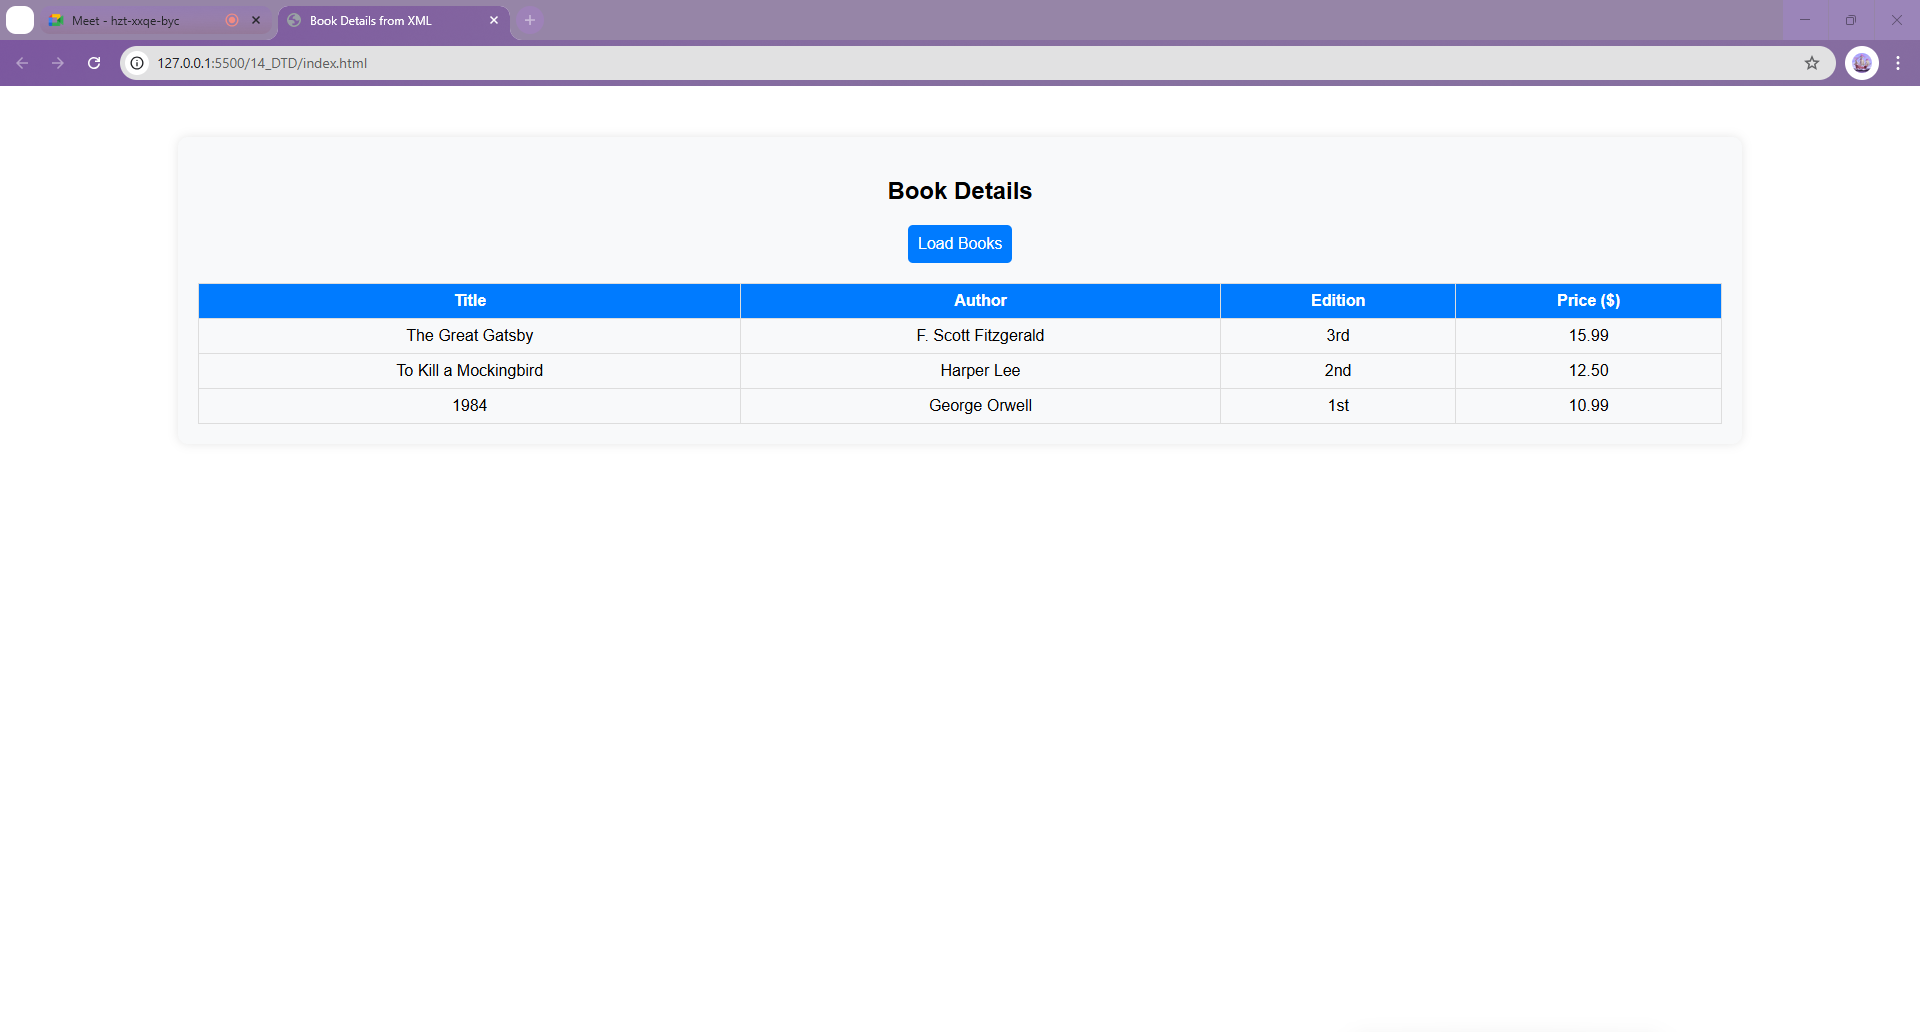 Meet - hzt-xxqe-byc
Book Details from XML
127.0.0.1:5500/14_DTD/index.html
Book Details
Load Books
Title Author Edition Price ($)
The Great Gatsby F. Scott Fitzgerald 3rd 15.99
To Kill a Mockingbird Harper Lee 2nd 12.50
1984 George Orwell 1st 10.99